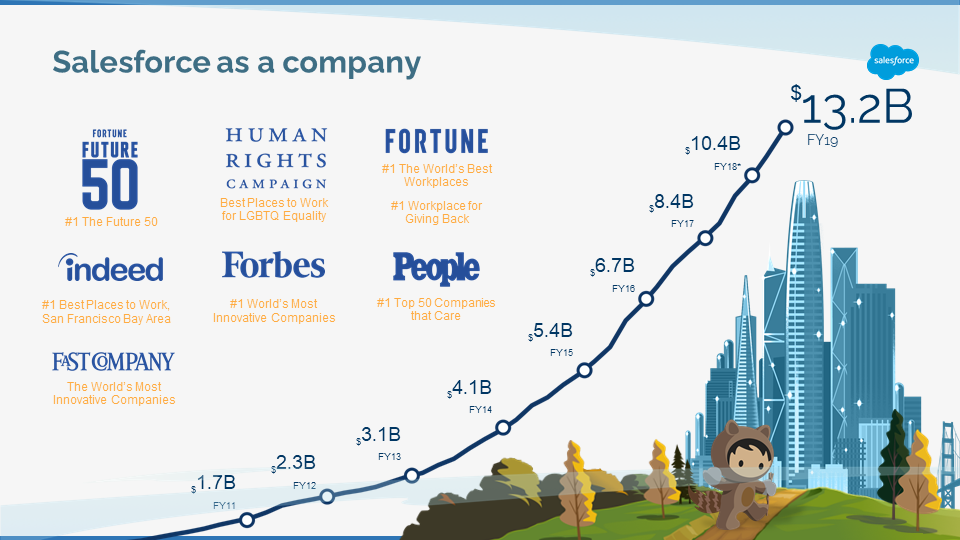 Salesforce as a company
salesforce
FORTUNE
FUTURE
50
#1 The Future 50
HUMAN
RIGHTS
CAMPAIGN
Best Places to Work
for LGBTQ Equality
FORTUNE
#1 The World's Best
Workplaces
#1 Workplace for
Giving Back
indeed
#1 Best Places to Work,
San Francisco Bay Area
Forbes
#1 World's Most
Innovative Companies
People
#1 Top 50 Companies
that Care
FAST COMPANY
The World's Most
Innovative Companies
$1.7B
FY11
$2.3B
FY12
$3.1B
FY13
$4.1B
FY14
$5.4B
FY15
$6.7B
FY16
$8.4B
FY17
$10.4B
FY18*
$13.2B
FY19